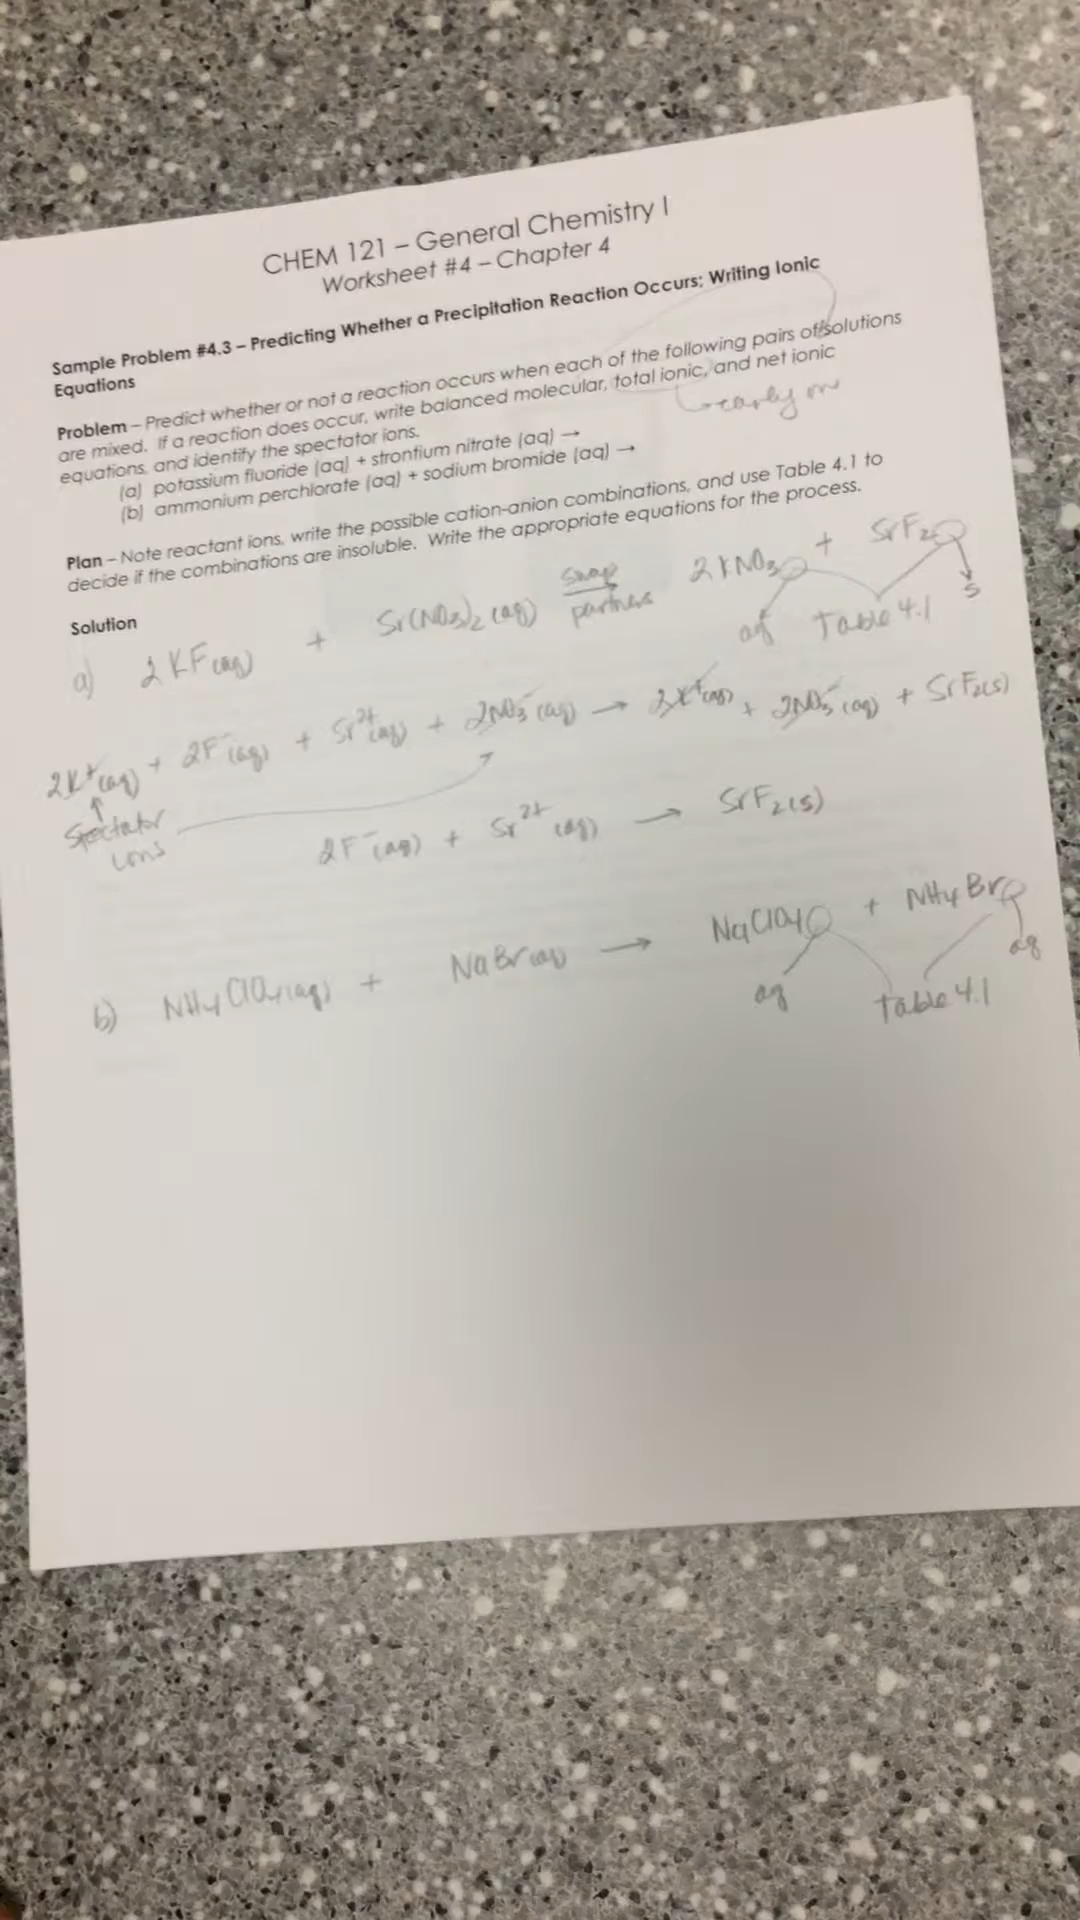 CHEM 121 – General Chemistry I
Worksheet #4 – Chapter 4
Sample Problem #4.3 – Predicting Whether a Precipitation Reaction Occurs; Writing Ionic
Equations
Problem – Predict whether or not a reaction occurs when each of the following pairs of solutions
are mixed. If a reaction does occur, write balanced molecular, total ionic, and net ionic
equations, and identify the spectator ions.
(a) potassium fluoride (aq) + strontium nitrate (aq) →
(b) ammonium perchlorate (aq) + sodium bromide (aq) →
Plan – Note reactant ions, write the possible cation-anion combinations, and use Table 4.1 to
decide if the combinations are insoluble. Write the appropriate equations for the process.
Solution
a) 2KF(aq) + Sr(NO3)2 (aq) swap partners → 2KNO3 + SrF2
aq Table 4.1 s
2K+(aq) + 2F-(aq) + Sr2+(aq) + 2NO3-(aq) → 2K+(aq) + 2NO3-(aq) + SrF2(s)
Spectator
ions
2F-(aq) + Sr2+(aq) → SrF2(s)
b) NH4ClO4(aq) + NaBr(aq) → NaClO4 + NH4Br
aq Table 4.1 aq